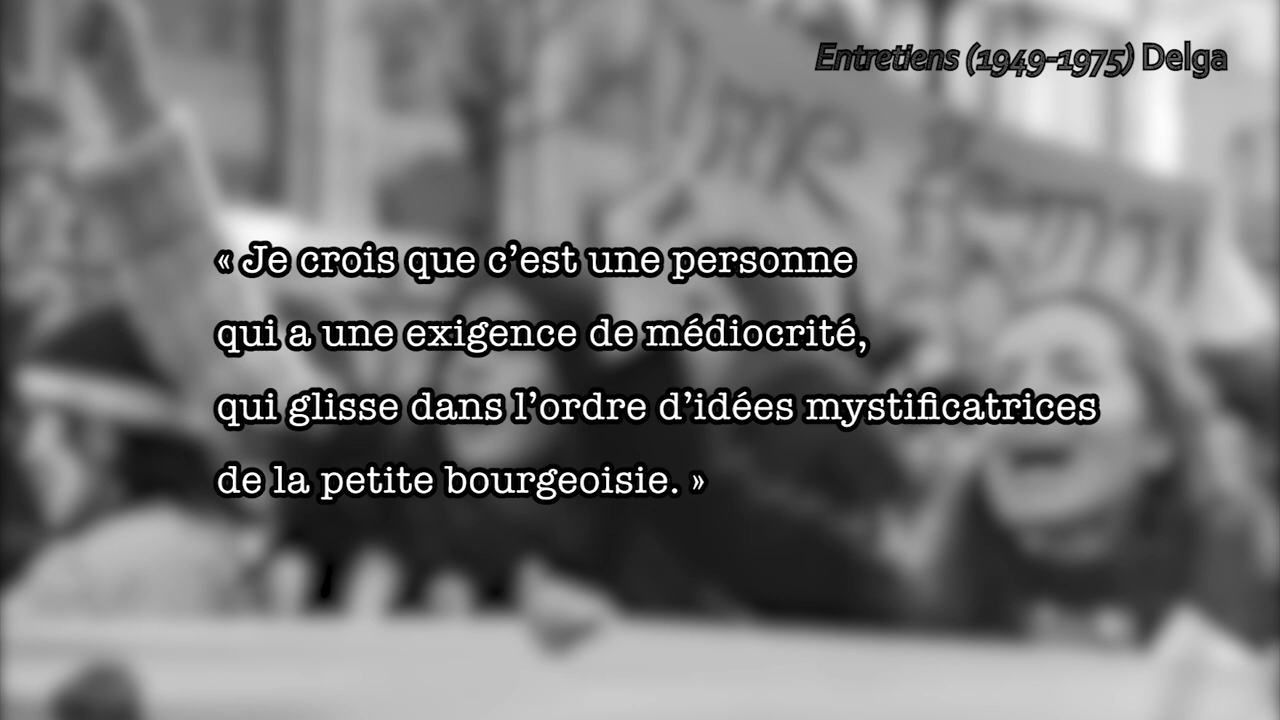 Entretiens (1949-1975) Delga
« Je crois que c’est une personne
qui a une exigence de médiocrité,
qui glisse dans l’ordre d’idées mystificatrices
de la petite bourgeoisie. »